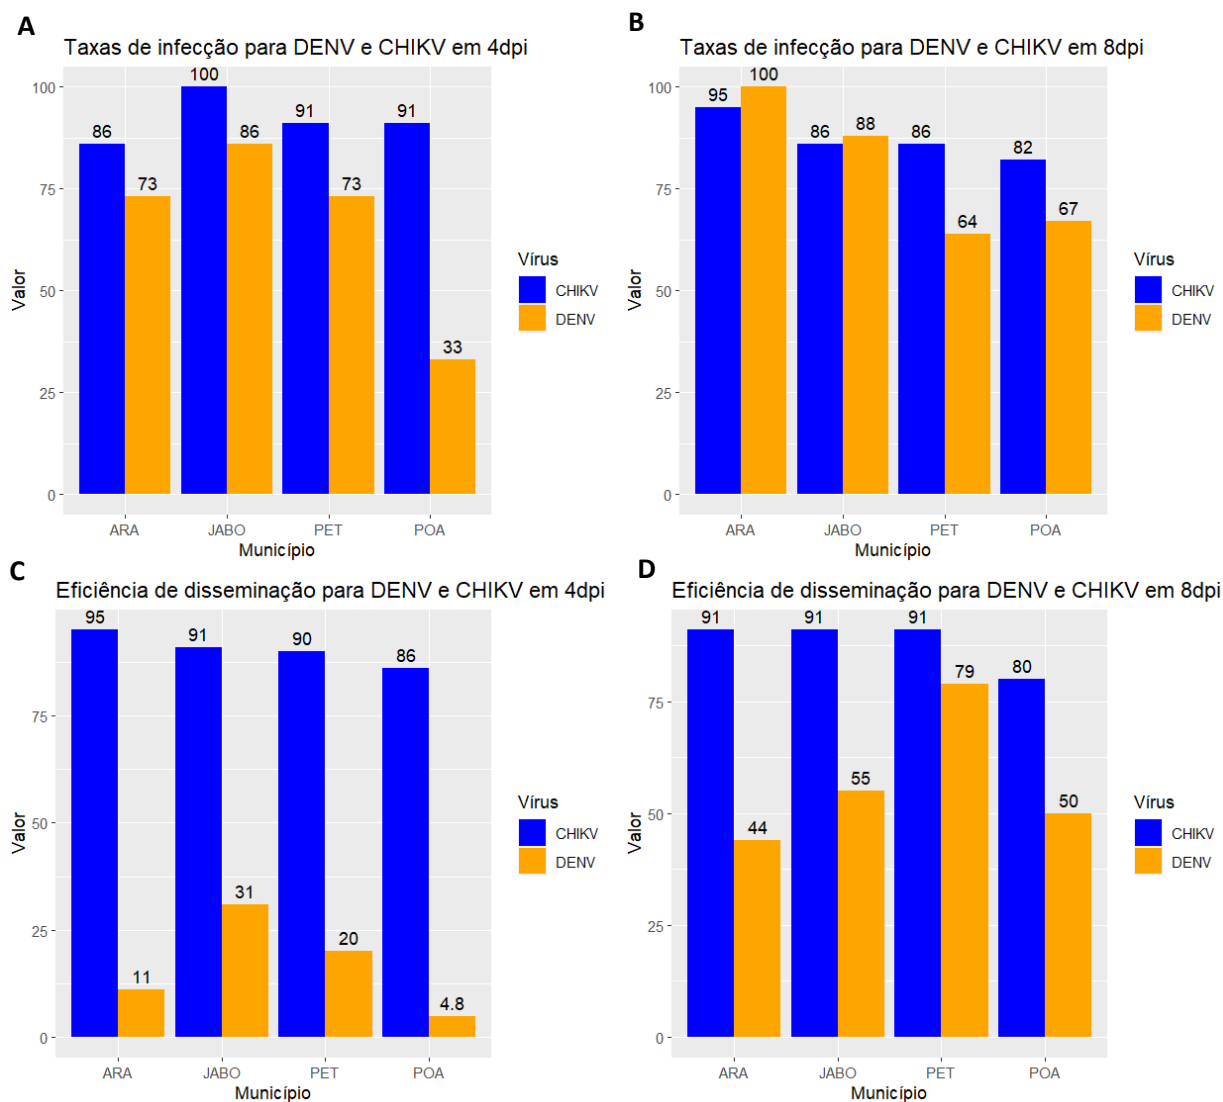 A
Taxas de infecção para DENV e CHIKV em 4dpi
100
86
100
91
91
86
73
73
33
75
50
25
0
Valor
ARA JABO PET POA
Município
Vírus
CHIKV
DENV
B
Taxas de infecção para DENV e CHIKV em 8dpi
100
95
100
86
88
86
64
82
67
75
50
25
0
Valor
ARA JABO PET POA
Município
Vírus
CHIKV
DENV
C
Eficiência de disseminação para DENV e CHIKV em 4dpi
95
91
90
86
11
31
20
4.8
75
50
25
0
Valor
ARA JABO PET POA
Município
Vírus
CHIKV
DENV
D
Eficiência de disseminação para DENV e CHIKV em 8dpi
91
91
91
80
44
55
79
50
75
50
25
0
Valor
ARA JABO PET POA
Município
Vírus
CHIKV
DENV